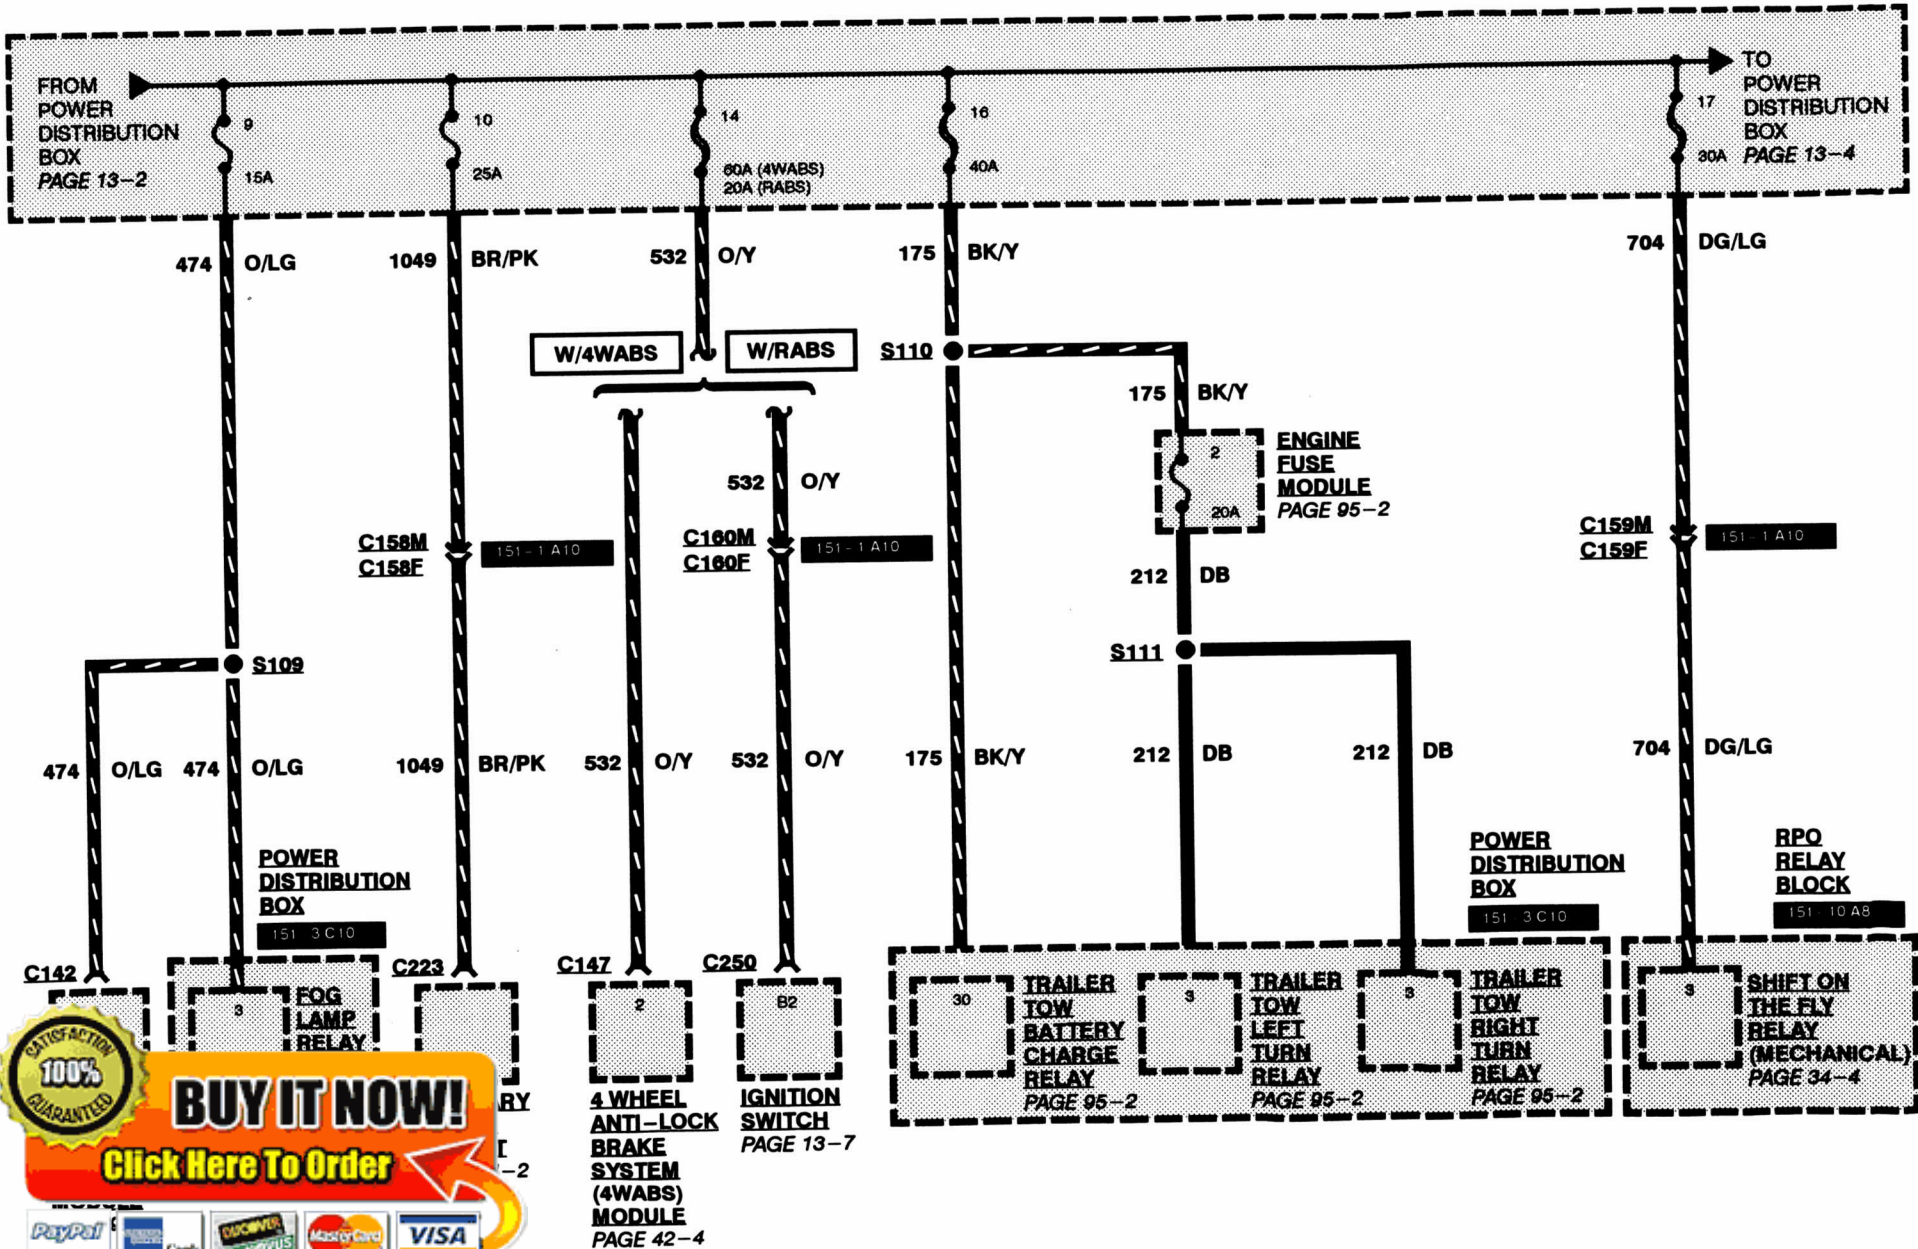 FROM
POWER
DISTRIBUTION
BOX
PAGE 13-2
9
15A
10
25A
14
60A (4WABS)
20A (RABS)
16
40A
17
30A
TO
POWER
DISTRIBUTION
BOX
PAGE 13-4
474 O/LG
1049 BR/PK
532 O/Y
175 BK/Y
704 DG/LG
W/4WABS
W/RABS
S110
175 BK/Y
2
20A
ENGINE
FUSE
MODULE
PAGE 95-2
532 O/Y
C158M
C158F
151-1 A10
C160M
C160F
151-1 A10
C159M
C159F
151-1 A10
212 DB
S109
S111
474 O/LG
474 O/LG
1049 BR/PK
532 O/Y
532 O/Y
175 BK/Y
212 DB
212 DB
704 DG/LG
POWER
DISTRIBUTION
BOX
151 3 C10
POWER
DISTRIBUTION
BOX
151 3 C10
RPO
RELAY
BLOCK
151-10 A8
C142
C223
C147
C250
3
FOG
LAMP
RELAY
2
4 WHEEL
ANTI-LOCK
BRAKE
SYSTEM
(4WABS)
MODULE
PAGE 42-4
B2
IGNITION
SWITCH
PAGE 13-7
30
TRAILER
TOW
BATTERY
CHARGE
RELAY
PAGE 95-2
3
TRAILER
TOW
LEFT
TURN
RELAY
PAGE 95-2
3
TRAILER
TOW
RIGHT
TURN
RELAY
PAGE 95-2
3
SHIFT ON
THE FLY
RELAY
(MECHANICAL)
PAGE 34-4
SATISFACTION
100%
GUARANTEED
BUY IT NOW!
Click Here To Order
MODULE
PayPal
DISCOVER
MasterCard
VISA